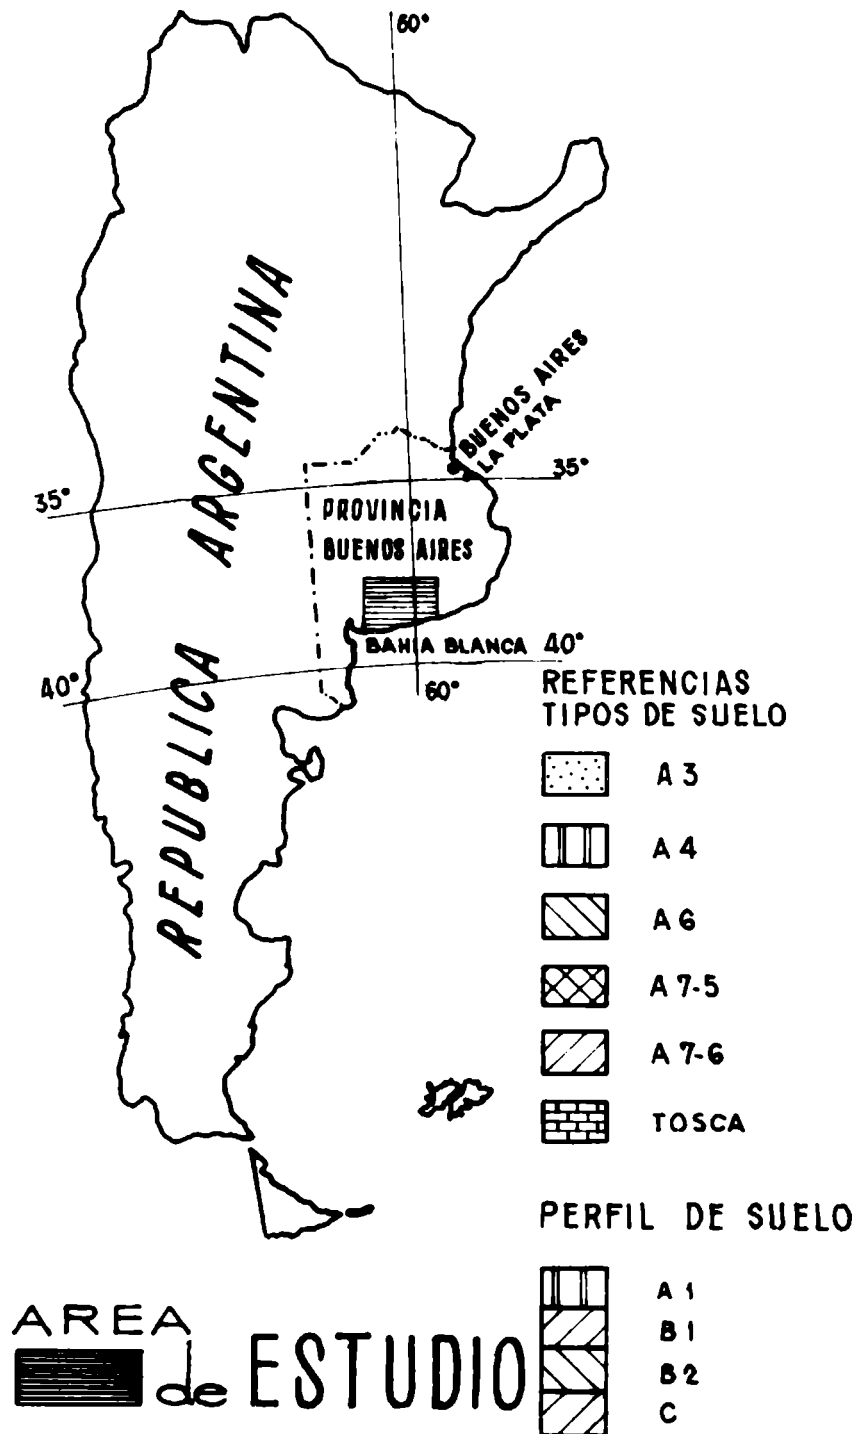 60°
REPUBLICA ARGENTINA
BUENOS AIRES
LA PLATA
35°
35°
PROVINCIA
BUENOS AIRES
BAHIA BLANCA
40°
40°
60°
REFERENCIAS
TIPOS DE SUELO
A 3
A 4
A 6
A 7-5
A 7-6
TOSCA
PERFIL DE SUELO
A 1
B 1
B 2
C
AREA
de ESTUDIO